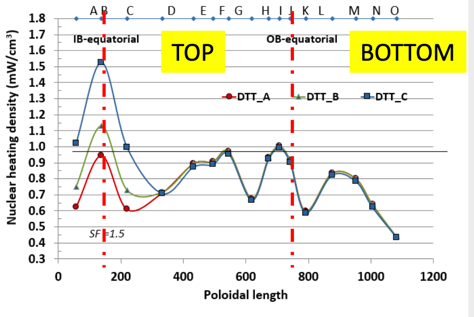 A B C D E F G H I J K L M N O
IB-equatorial
OB-equatorial
TOP
BOTTOM
DTT_A DTT_B DTT_C
SF =1.5
Nuclear heating density (mW/cm³)
1.8
1.7
1.6
1.5
1.4
1.3
1.2
1.1
1.0
0.9
0.8
0.7
0.6
0.5
0.4
0.3
0 200 400 600 800 1000 1200
Poloidal length